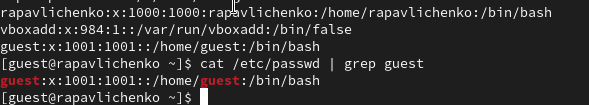 rapavlichenko:x:1000:1000:rapavlichenko:/home/rapavlichenko:/bin/bash
vboxadd:x:984:1::/var/run/vboxadd:/bin/false
guest:x:1001:1001::/home/guest:/bin/bash
[guest@rapavlichenko ~]$ cat /etc/passwd | grep guest
guest:x:1001:1001::/home/guest:/bin/bash
[guest@rapavlichenko ~]$